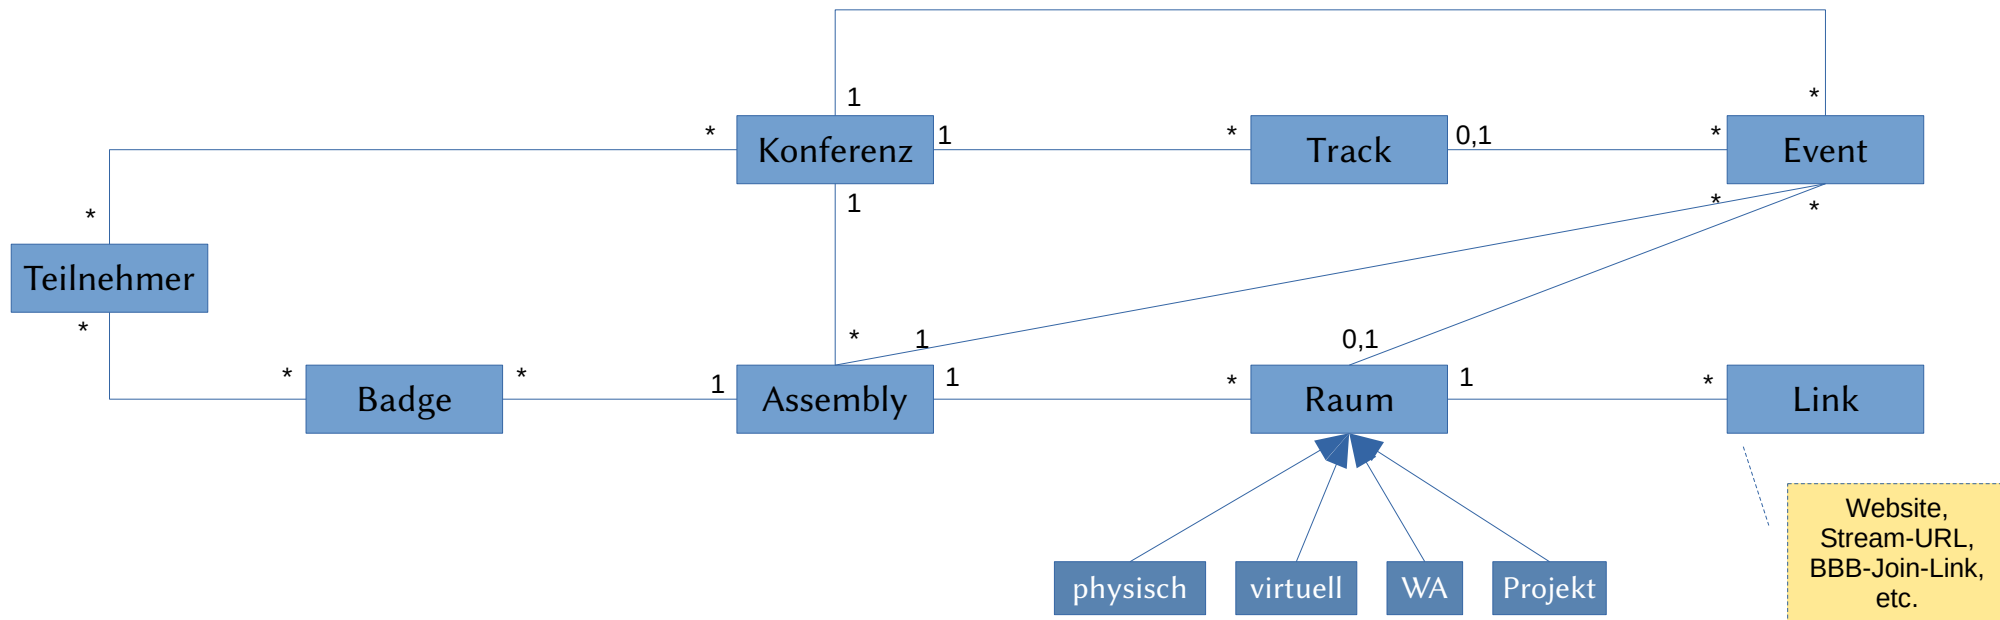 1
*
*
Konferenz
1
*
Track
0,1
*
Event
*
1
*
*
Teilnehmer
*
*
1
0,1
*
Badge
*
1
Assembly
1
*
Raum
1
*
Link
physisch
virtuell
WA
Projekt
Website,
Stream-URL,
BBB-Join-Link,
etc.